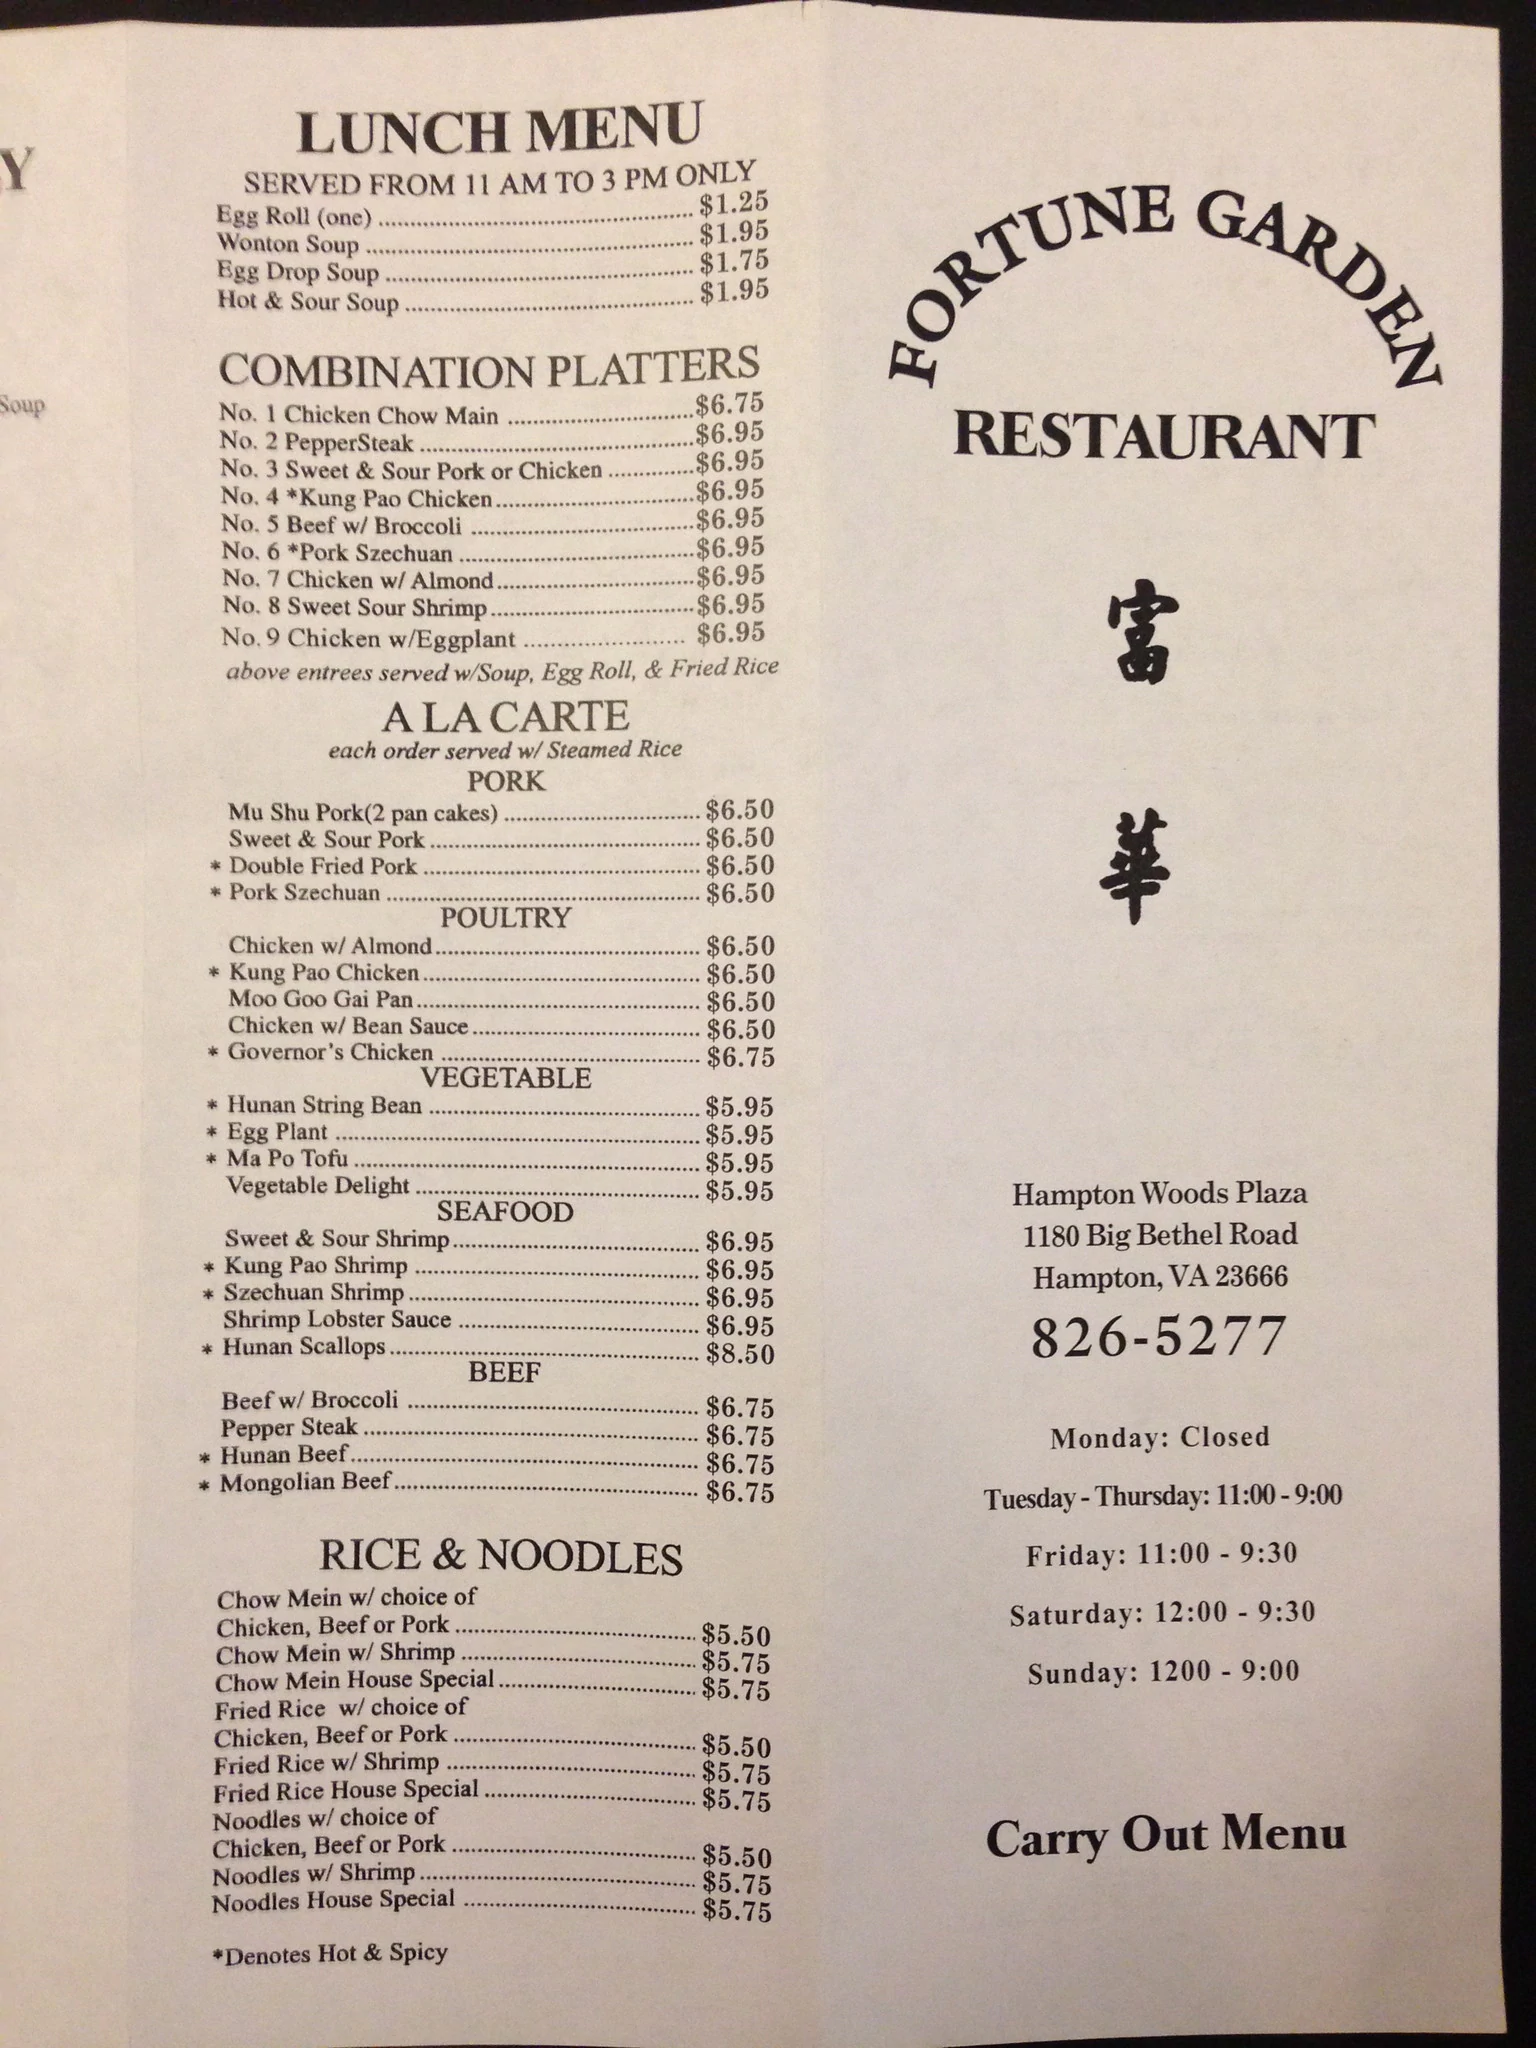 Y
Soup
LUNCH MENU
SERVED FROM 11 AM TO 3 PM ONLY
Egg Roll (one) $1.25
Wonton Soup $1.95
Egg Drop Soup $1.75
Hot & Sour Soup $1.95
COMBINATION PLATTERS
No. 1 Chicken Chow Main $6.75
No. 2 PepperSteak $6.95
No. 3 Sweet & Sour Pork or Chicken $6.95
No. 4 *Kung Pao Chicken $6.95
No. 5 Beef w/ Broccoli $6.95
No. 6 *Pork Szechuan $6.95
No. 7 Chicken w/ Almond $6.95
No. 8 Sweet Sour Shrimp $6.95
No. 9 Chicken w/Eggplant $6.95
above entrees served w/Soup, Egg Roll, & Fried Rice
A LA CARTE
each order served w/ Steamed Rice
PORK
Mu Shu Pork(2 pan cakes) $6.50
Sweet & Sour Pork $6.50
* Double Fried Pork $6.50
* Pork Szechuan $6.50
POULTRY
Chicken w/ Almond $6.50
* Kung Pao Chicken $6.50
Moo Goo Gai Pan $6.50
Chicken w/ Bean Sauce $6.50
* Governor's Chicken $6.75
VEGETABLE
* Hunan String Bean $5.95
* Egg Plant $5.95
* Ma Po Tofu $5.95
Vegetable Delight $5.95
SEAFOOD
Sweet & Sour Shrimp $6.95
* Kung Pao Shrimp $6.95
* Szechuan Shrimp $6.95
Shrimp Lobster Sauce $6.95
* Hunan Scallops $8.50
BEEF
Beef w/ Broccoli $6.75
Pepper Steak $6.75
* Hunan Beef $6.75
* Mongolian Beef $6.75
RICE & NOODLES
Chow Mein w/ choice of
Chicken, Beef or Pork $5.50
Chow Mein w/ Shrimp $5.75
Chow Mein House Special $5.75
Fried Rice w/ choice of
Chicken, Beef or Pork $5.50
Fried Rice w/ Shrimp $5.75
Fried Rice House Special $5.75
Noodles w/ choice of
Chicken, Beef or Pork $5.50
Noodles w/ Shrimp $5.75
Noodles House Special $5.75
*Denotes Hot & Spicy
FORTUNE GARDEN
RESTAURANT
富
華
Hampton Woods Plaza
1180 Big Bethel Road
Hampton, VA 23666
826-5277
Monday: Closed
Tuesday - Thursday: 11:00 - 9:00
Friday: 11:00 - 9:30
Saturday: 12:00 - 9:30
Sunday: 1200 - 9:00
Carry Out Menu